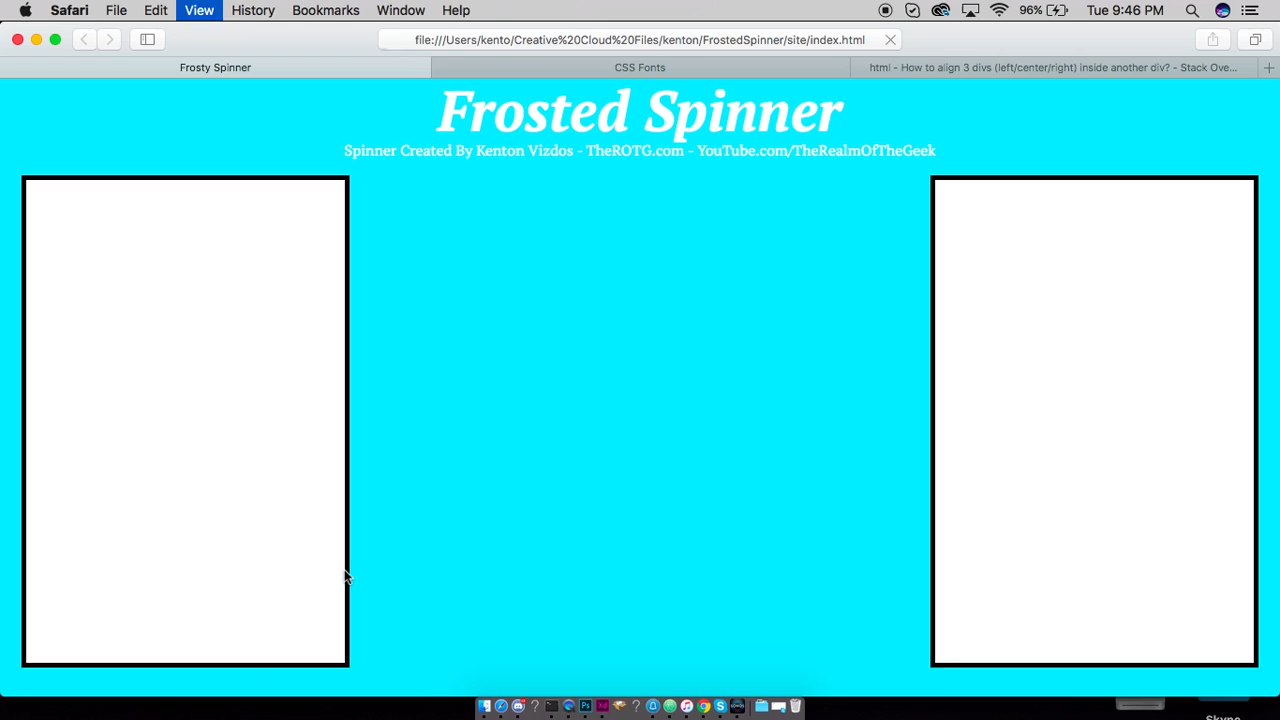 Safari File Edit View History Bookmarks Window Help 96% Tue 9:46 PM
file:///Users/kento/Creative%20Cloud%20Files/kenton/FrostedSpinner/site/index.html
Frosty Spinner CSS Fonts html - How to align 3 divs (left/center/right) inside another div? - Stack Ove...
Frosted Spinner
Spinner Created By Kenton Vizdos - TheROTG.com - YouTube.com/TheRealmOfTheGeek